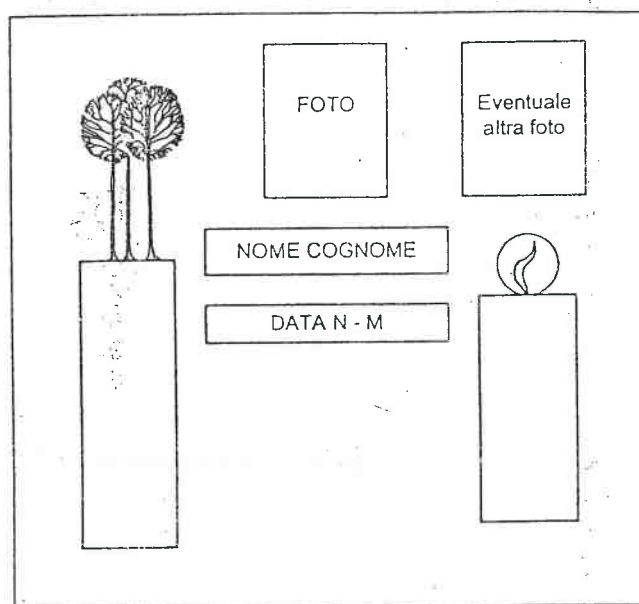 FOTO
Eventuale
altra foto
NOME COGNOME
DATA N - M